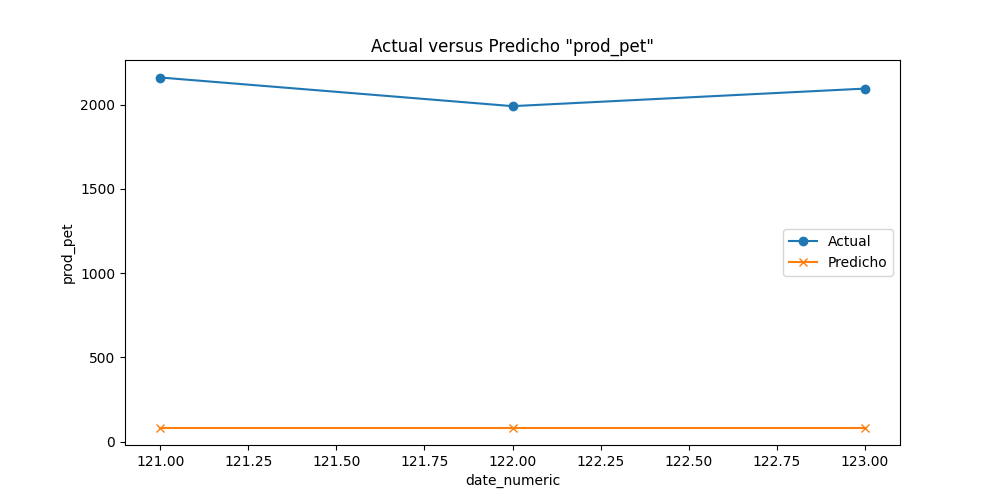 Actual versus Predicho "prod_pet"
2000
1500
1000
500
0
prod_pet
Actual
Predicho
121.00 121.25 121.50 121.75 122.00 122.25 122.50 122.75 123.00
date_numeric